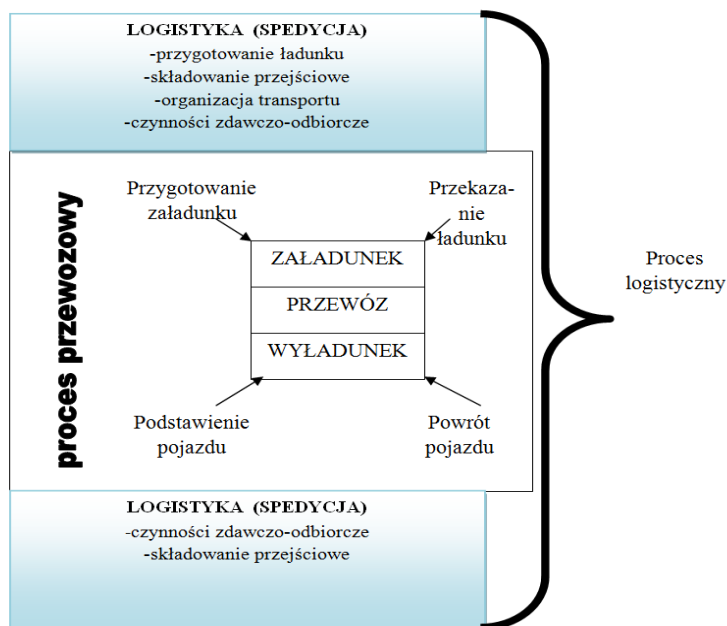 LOGISTYKA (SPEDYCJA)
-przygotowanie ładunku
-składowanie przejściowe
-organizacja transportu
-czynności zdawczo-odbiorcze
proces przewozowy
Przygotowanie
załadunku
Przekaza-
nie
ładunku
ZAŁADUNEK
PRZEWÓZ
WYŁADUNEK
Podstawienie
pojazdu
Powrót
pojazdu
Proces
logistyczny
LOGISTYKA (SPEDYCJA)
-czynności zdawczo-odbiorcze
-składowanie przejściowe